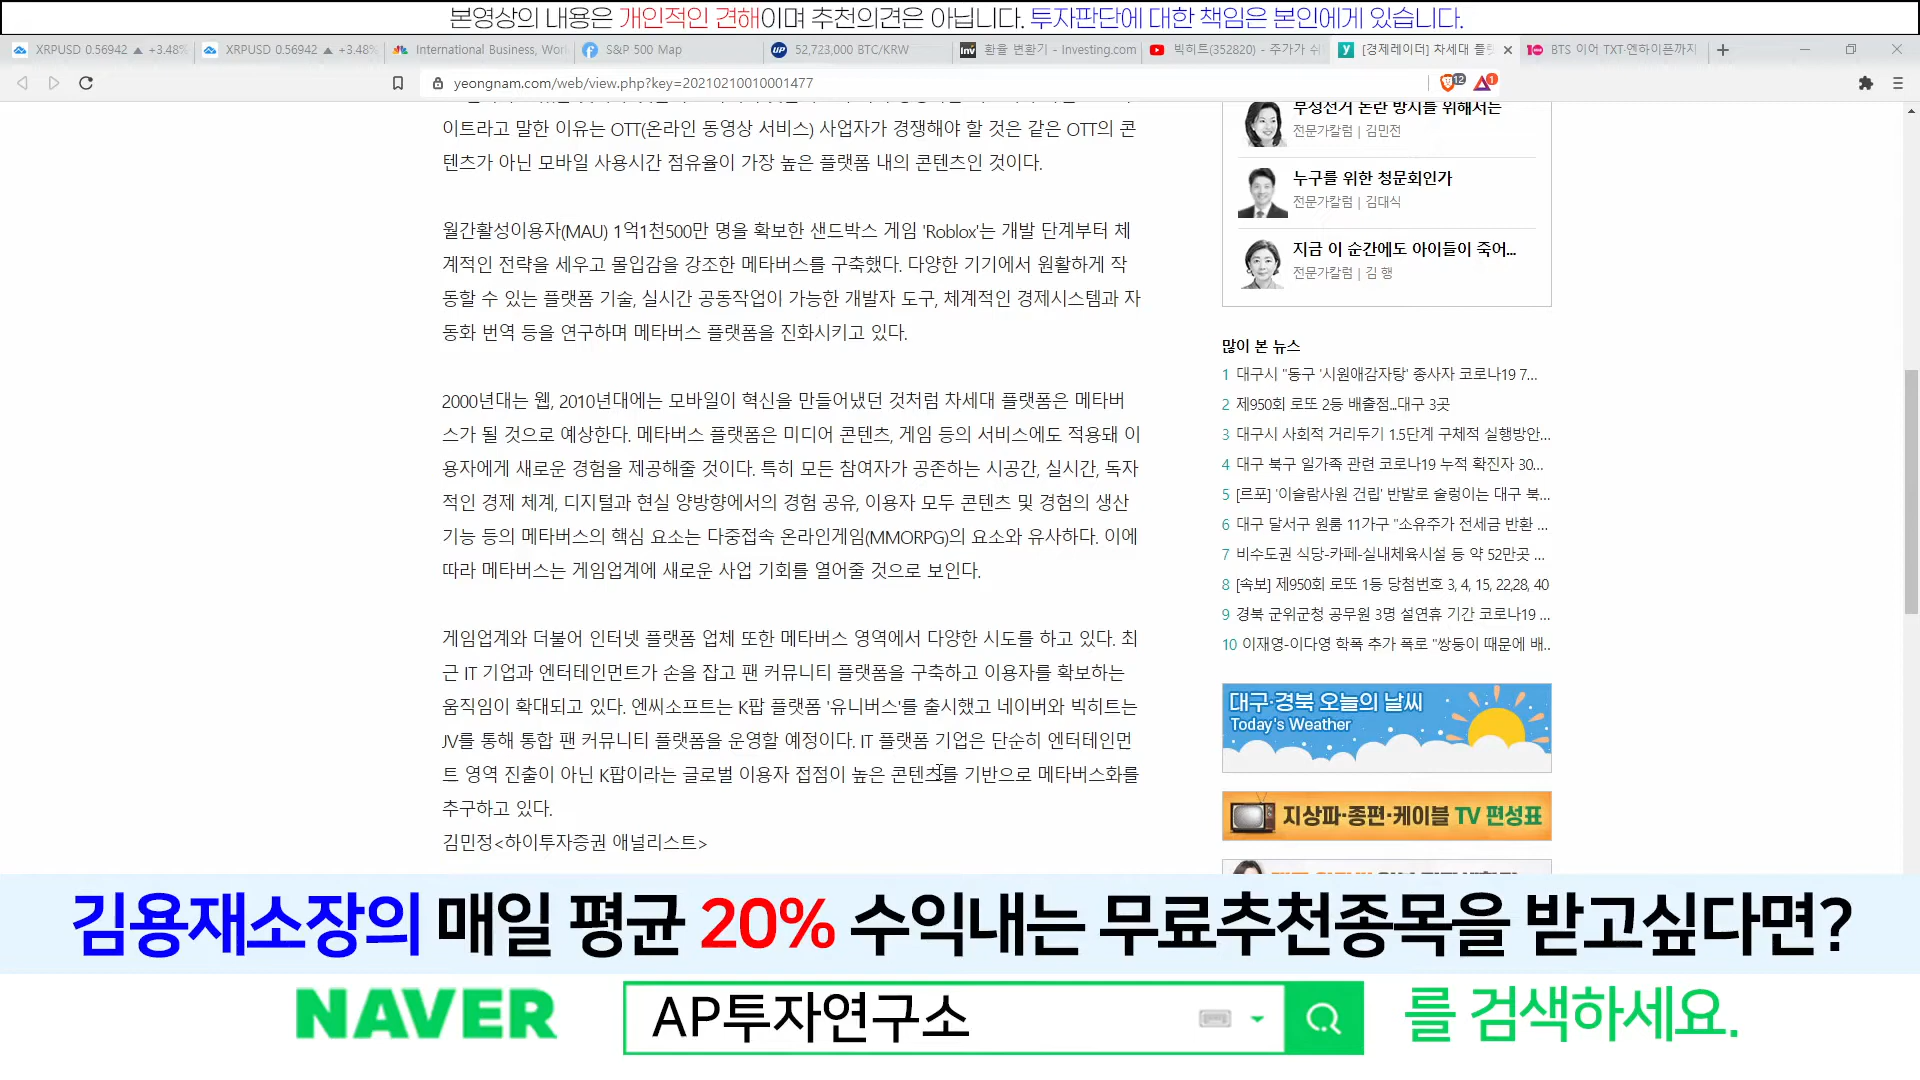 본영상의 내용은 개인적인 견해이며 추천의견은 아닙니다. 투자판단에 대한 책임은 본인에게 있습니다.
XRPUSD 0.56942 ▲ +3.48%
XRPUSD 0.56942 ▲ +3.48%
International Business, Worl
S&P 500 Map
52,723,000 BTC/KRW
환율 변환기 - Investing.com
빅히트(352820) - 주가가 쉬
[경제레이더] 차세대 플랫
BTS 이어 TXT·엔하이픈까지
yeongnam.com/web/view.php?key=20210210010001477
이트라고 말한 이유는 OTT(온라인 동영상 서비스) 사업자가 경쟁해야 할 것은 같은 OTT의 콘
텐츠가 아닌 모바일 사용시간 점유율이 가장 높은 플랫폼 내의 콘텐츠인 것이다.
월간활성이용자(MAU) 1억1천500만 명을 확보한 샌드박스 게임 'Roblox'는 개발 단계부터 체
계적인 전략을 세우고 몰입감을 강조한 메타버스를 구축했다. 다양한 기기에서 원활하게 작
동할 수 있는 플랫폼 기술, 실시간 공동작업이 가능한 개발자 도구, 체계적인 경제시스템과 자
동화 번역 등을 연구하며 메타버스 플랫폼을 진화시키고 있다.
2000년대는 웹, 2010년대에는 모바일이 혁신을 만들어냈던 것처럼 차세대 플랫폼은 메타버
스가 될 것으로 예상한다. 메타버스 플랫폼은 미디어 콘텐츠, 게임 등의 서비스에도 적용돼 이
용자에게 새로운 경험을 제공해줄 것이다. 특히 모든 참여자가 공존하는 시공간, 실시간, 독자
적인 경제 체계, 디지털과 현실 양방향에서의 경험 공유, 이용자 모두 콘텐츠 및 경험의 생산
기능 등의 메타버스의 핵심 요소는 다중접속 온라인게임(MMORPG)의 요소와 유사하다. 이에
따라 메타버스는 게임업계에 새로운 사업 기회를 열어줄 것으로 보인다.
게임업계와 더불어 인터넷 플랫폼 업체 또한 메타버스 영역에서 다양한 시도를 하고 있다. 최
근 IT 기업과 엔터테인먼트가 손을 잡고 팬 커뮤니티 플랫폼을 구축하고 이용자를 확보하는
움직임이 확대되고 있다. 엔씨소프트는 K팝 플랫폼 '유니버스'를 출시했고 네이버와 빅히트는
JV를 통해 통합 팬 커뮤니티 플랫폼을 운영할 예정이다. IT 플랫폼 기업은 단순히 엔터테인먼
트 영역 진출이 아닌 K팝이라는 글로벌 이용자 접점이 높은 콘텐츠를 기반으로 메타버스화를
추구하고 있다.
김민정<하이투자증권 애널리스트>
부정선거 논란 방지를 위해서는
전문가칼럼 | 김민전
누구를 위한 청문회인가
전문가칼럼 | 김대식
지금 이 순간에도 아이들이 죽어...
전문가칼럼 | 김 행
많이 본 뉴스
1 대구시 "동구 '시원애감자탕' 종사자 코로나19 7...
2 제950회 로또 2등 배출점...대구 3곳
3 대구시 사회적 거리두기 1.5단계 구체적 실행방안...
4 대구 북구 일가족 관련 코로나19 누적 확진자 30...
5 [르포] '이슬람사원 건립' 반발로 술렁이는 대구 북...
6 대구 달서구 원룸 11가구 "소유주가 전세금 반환 ...
7 비수도권 식당-카페-실내체육시설 등 약 52만곳 ...
8 [속보] 제950회 로또 1등 당첨번호 3, 4, 15, 22,28, 40
9 경북 군위군청 공무원 3명 설연휴 기간 코로나19 ...
10 이재영-이다영 학폭 추가 폭로 "쌍둥이 때문에 배..
대구·경북 오늘의 날씨
Today's Weather
지상파·종편·케이블 TV 편성표
김용재소장의 매일 평균 20% 수익내는 무료추천종목을 받고싶다면?
NAVER AP투자연구소 를 검색하세요.